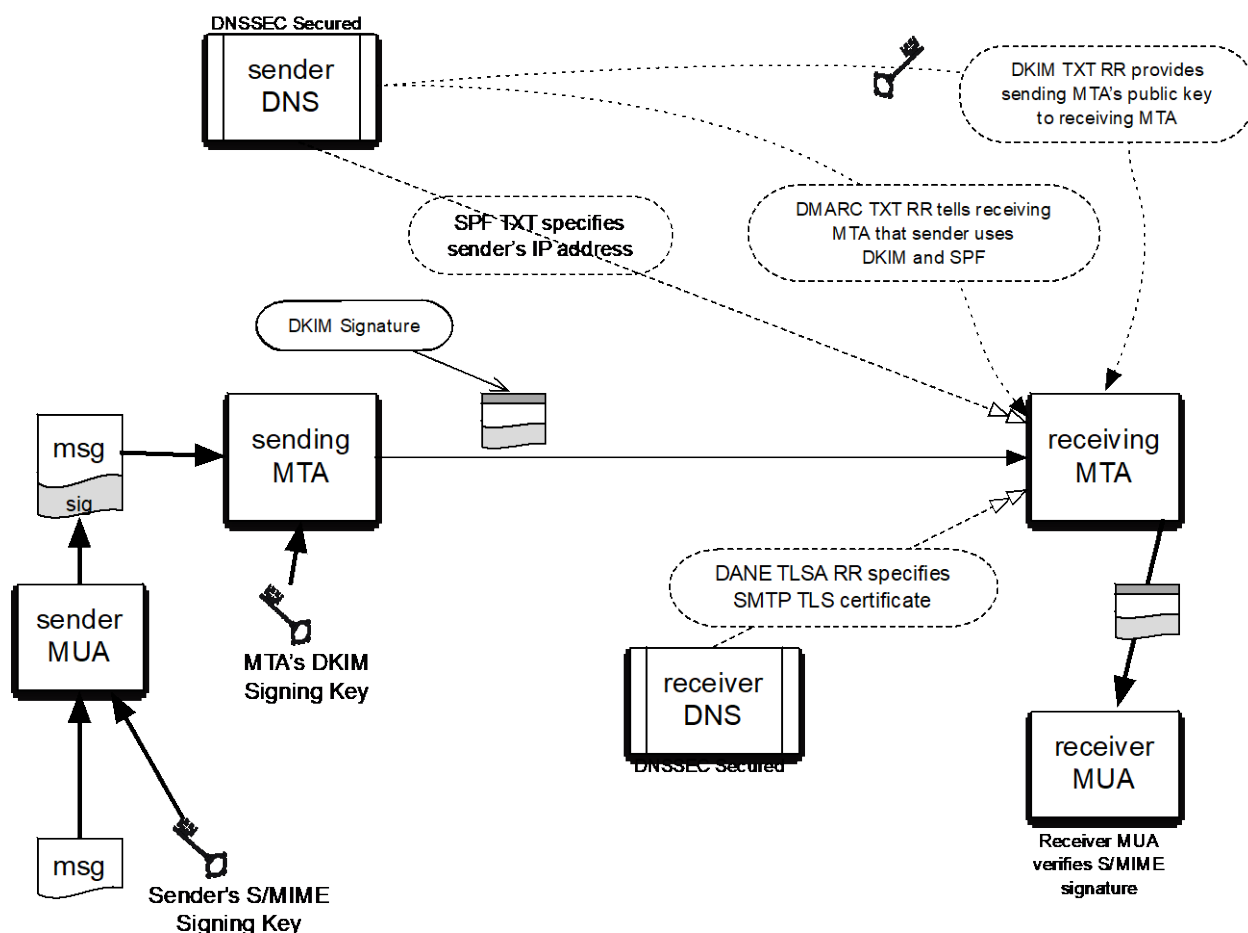 DNSSEC Secured
sender
DNS
DKIM TXT RR provides
sending MTA's public key
to receiving MTA
SPF TXT specifies
sender's IP address
DMARC TXT RR tells receiving
MTA that sender uses
DKIM and SPF
DKIM Signature
msg
sig
sending
MTA
receiving
MTA
DANE TLSA RR specifies
SMTP TLS certificate
sender
MUA
MTA's DKIM
Signing Key
receiver
DNS
DNSSEC Secured
receiver
MUA
Receiver MUA
verifies S/MIME
signature
msg
Sender's S/MIME
Signing Key